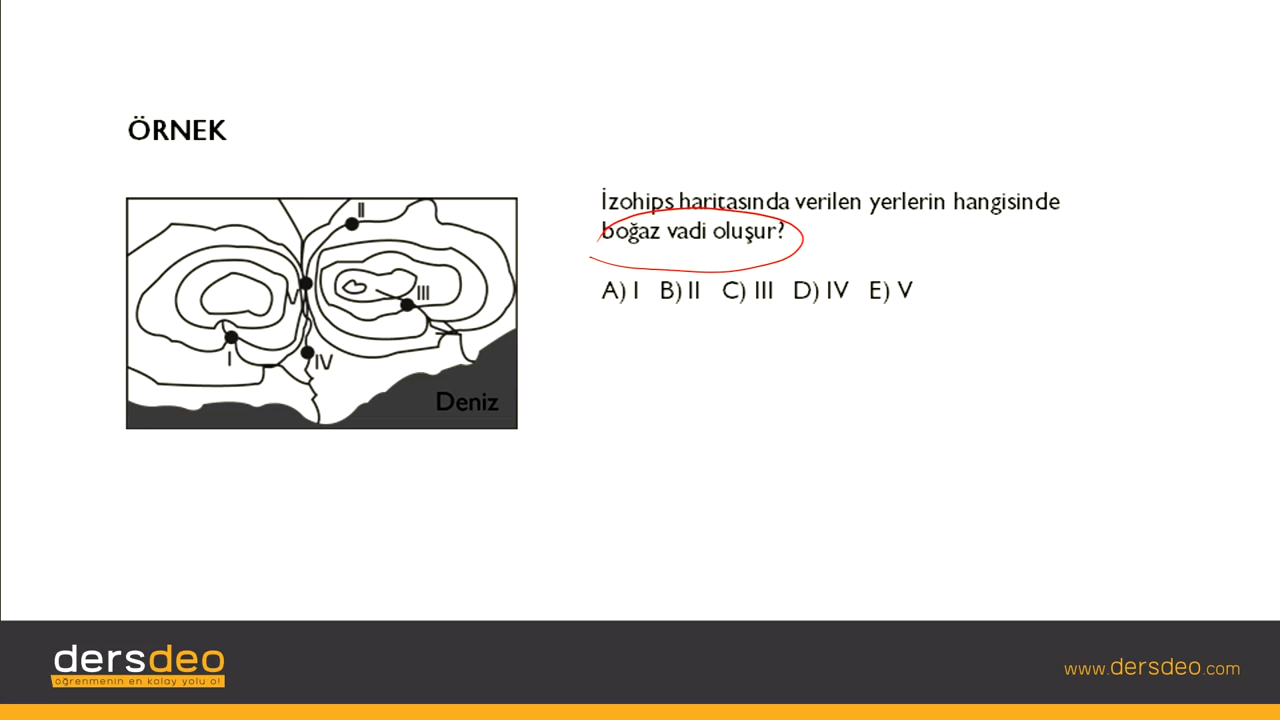 ÖRNEK
İzohips haritasında verilen yerlerin hangisinde
boğaz vadi oluşur?
A) I B) II C) III D) IV E) V
II
III
V
I
IV
Deniz
dersdeo
öğrenmenin en kolay yolu o!
www.dersdeo.com